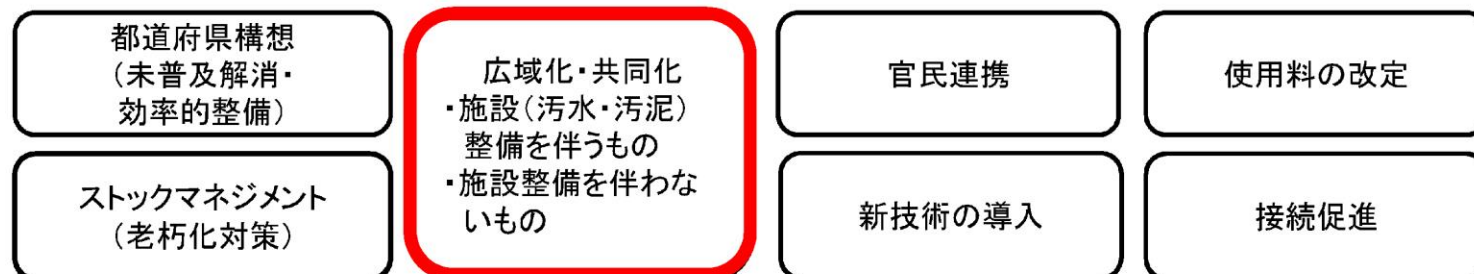 都道府県構想
(未普及解消・
効率的整備)
ストックマネジメント
(老朽化対策)
広域化・共同化
・施設(汚水・汚泥)
整備を伴うもの
・施設整備を伴わな
いもの
官民連携
新技術の導入
使用料の改定
接続促進